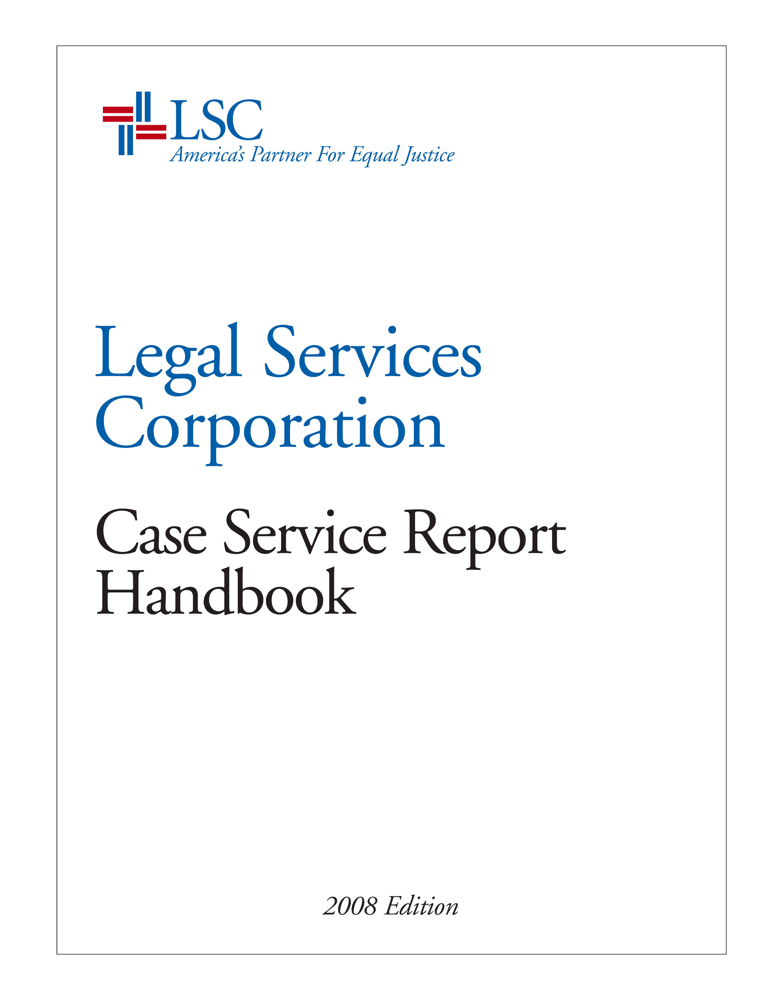 LSC
America's Partner For Equal Justice
Legal Services
Corporation
Case Service Report
Handbook
2008 Edition